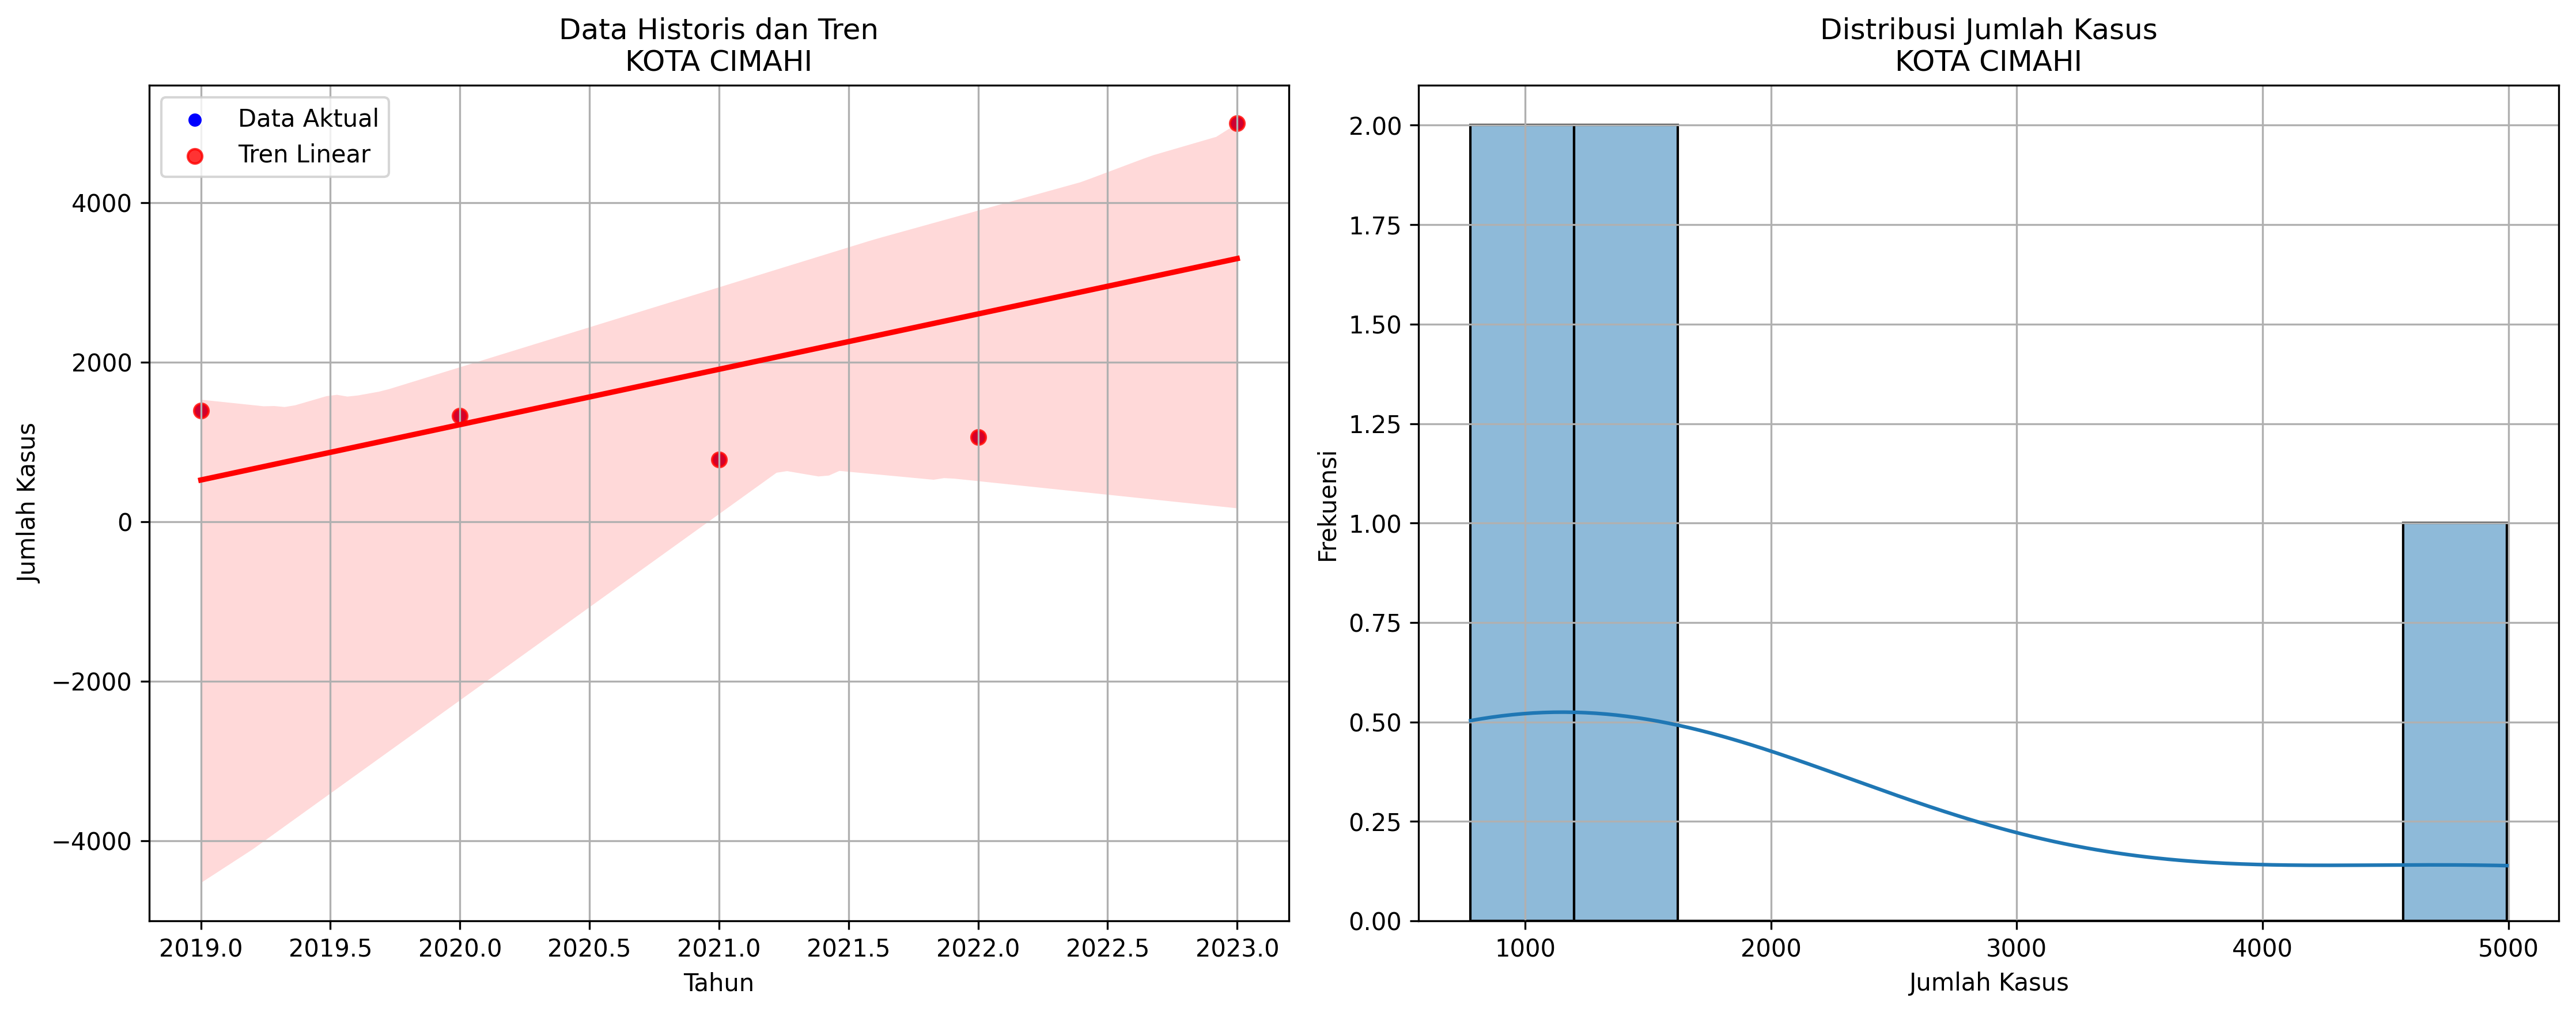 Data Historis dan Tren
KOTA CIMAHI
Data Aktual
Tren Linear
Jumlah Kasus
4000
2000
0
−2000
−4000
2019.0 2019.5 2020.0 2020.5 2021.0 2021.5 2022.0 2022.5 2023.0
Tahun
Distribusi Jumlah Kasus
KOTA CIMAHI
Frekuensi
2.00
1.75
1.50
1.25
1.00
0.75
0.50
0.25
0.00
1000 2000 3000 4000 5000
Jumlah Kasus